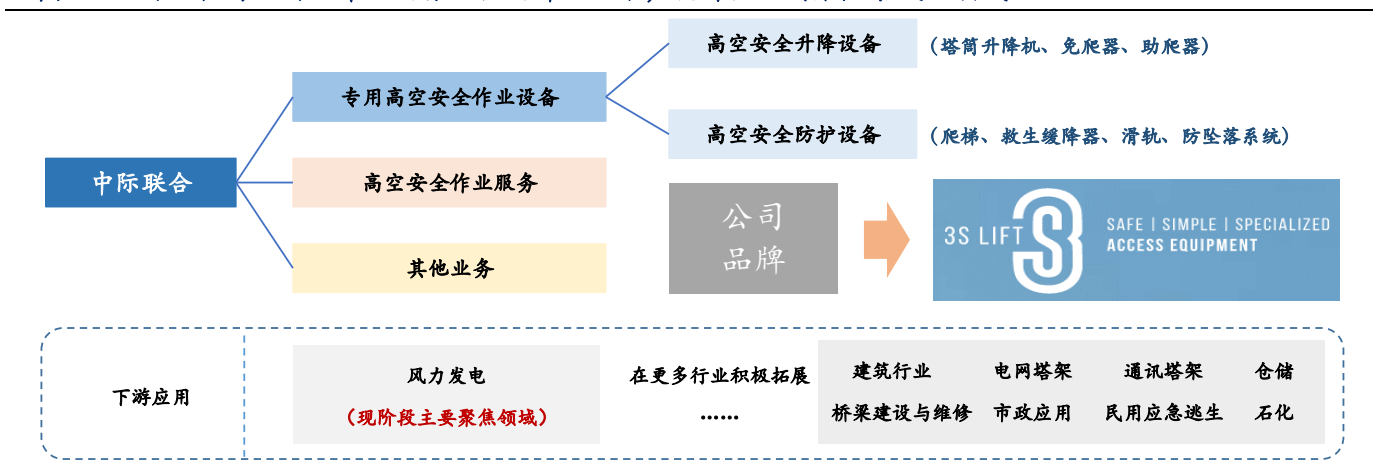 高空安全升降设备
(塔筒升降机、免爬器、助爬器)
专用高空安全作业设备
高空安全防护设备
(爬梯、救生缓降器、滑轨、防坠落系统)
中际联合
高空安全作业服务
其他业务
公司
品牌
3S LIFT
SAFE | SIMPLE | SPECIALIZED
ACCESS EQUIPMENT
下游应用
风力发电
(现阶段主要聚焦领域)
在更多行业积极拓展
……
建筑行业 电网塔架 通讯塔架 仓储
桥梁建设与维修 市政应用 民用应急逃生 石化